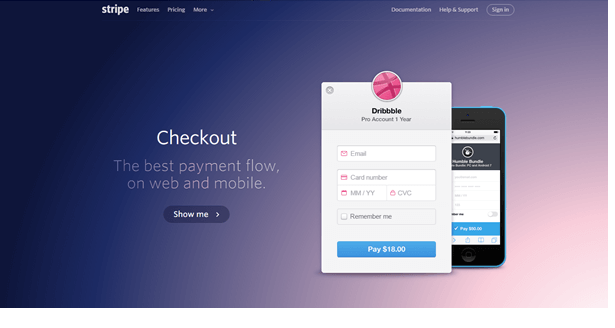 stripe Features Pricing More Documentation Help & Support Sign in
Checkout
The best payment flow,
on web and mobile.
Show me
Dribbble
Pro Account 1 Year
Email
Card number
MM / YY CVC
Remember me
Pay $18.00
humblebundle.com
Humble Bundle
Pay $50.00